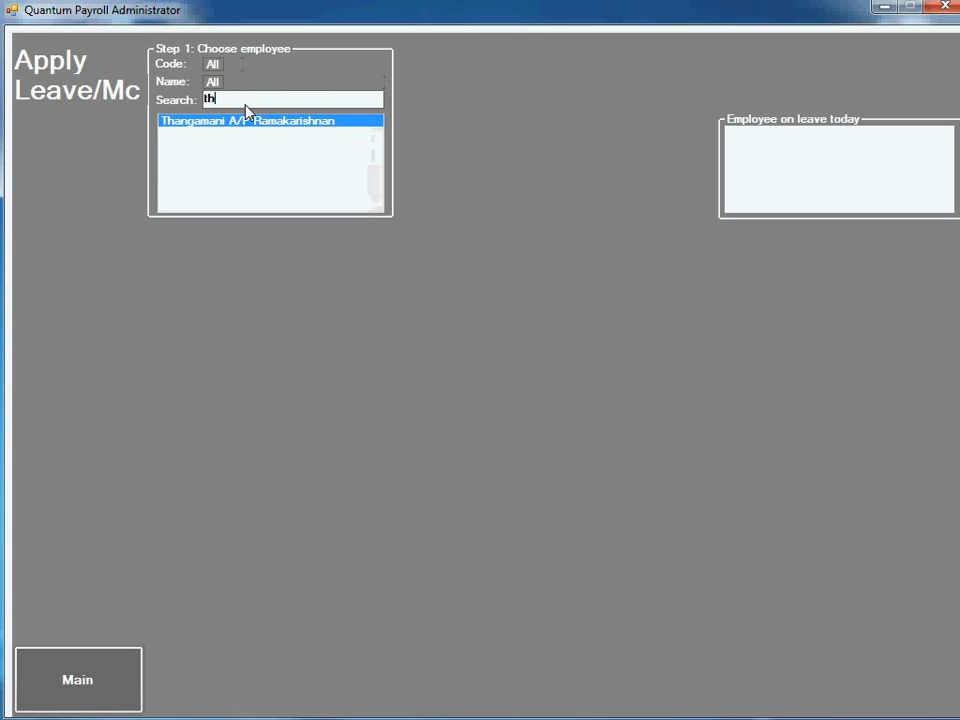 Quantum Payroll Administrator
Apply
Leave/Mc
Step 1: Choose employee
Code: All
Name: All
Search: th
Thangamani A/P Ramakarishnan
Employee on leave today
Main